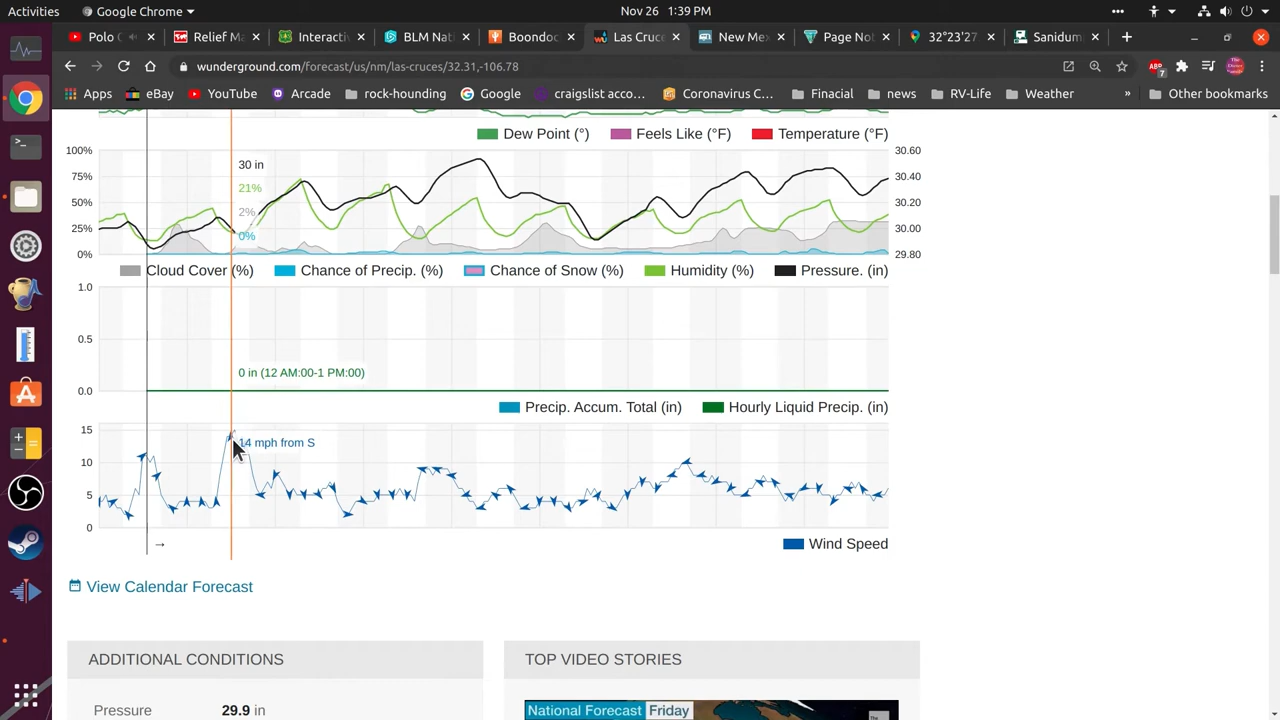 Activities Google Chrome Nov 26 1:39 PM
Polo Relief Ma Interactiv BLM Nati Boondoc Las Cruce New Mex Page Not 32°23'27 Sanidum
wunderground.com/forecast/us/nm/las-cruces/32.31,-106.78
Apps eBay YouTube Arcade rock-hounding Google craigslist acco... Coronavirus C... Finacial news RV-Life Weather » Other bookmarks
Dew Point (°) Feels Like (°F) Temperature (°F)
100% 30.60
30 in
75% 30.40
21%
50% 30.20
2%
25% 30.00
0%
0% 29.80
Cloud Cover (%) Chance of Precip. (%) Chance of Snow (%) Humidity (%) Pressure. (in)
1.0
0.5
0 in (12 AM:00-1 PM:00)
0.0
Precip. Accum. Total (in) Hourly Liquid Precip. (in)
15
14 mph from S
10
5
0
→ Wind Speed
View Calendar Forecast
ADDITIONAL CONDITIONS TOP VIDEO STORIES
Pressure 29.9 in
National Forecast Friday